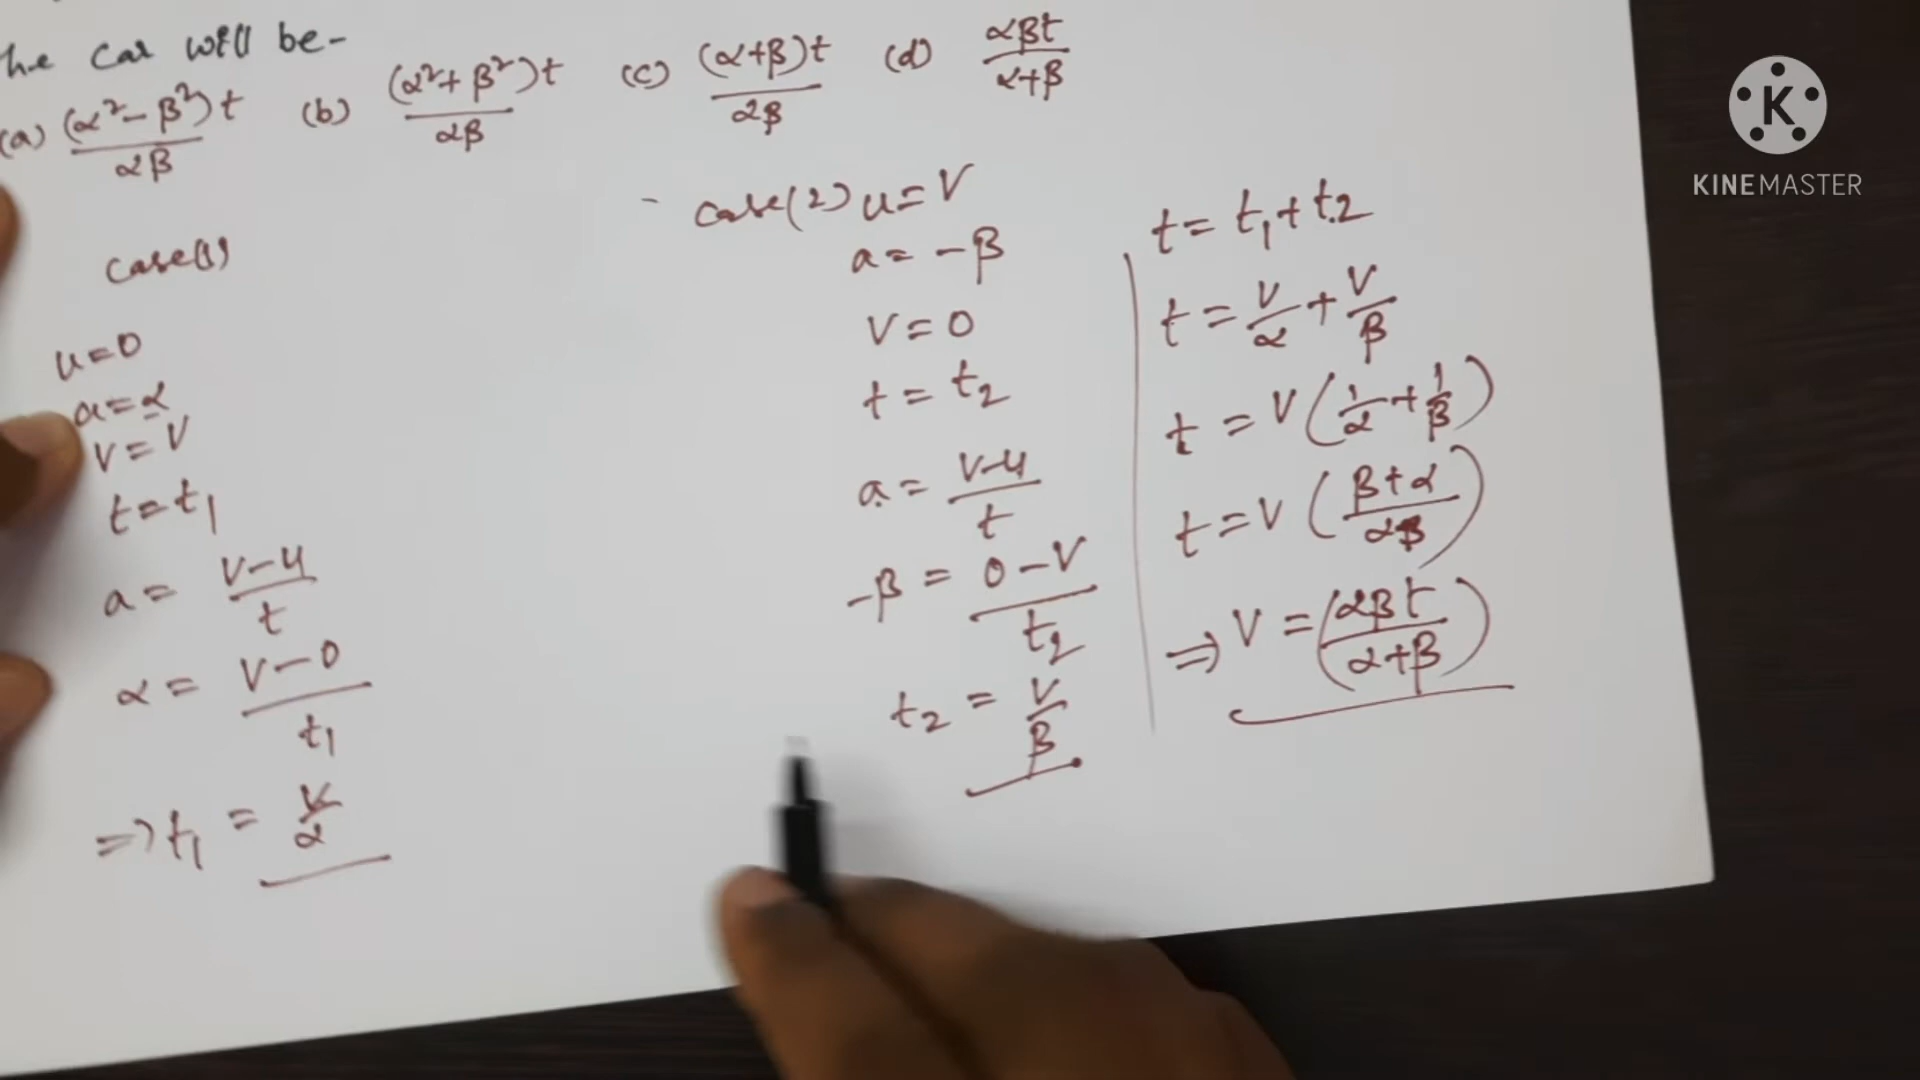 he car will be-
(a) (α²-β²)t/αβ (b) (α²+β²)t/αβ (c) (α+β)t/αβ (d) αβt/α+β
case(1)
u=0
a=α
v=V
t=t₁
a= v-u/t
α= V-0/t₁
⇒t₁ = V/α
case(2) u=V
a=-β
v=0
t=t₂
a= v-u/t
-β = 0-V/t₂
t₂ = V/β
t= t₁+t₂
t= V/α + V/β
t=V(1/α+1/β)
t=V(β+α/αβ)
⇒V=(αβt/α+β)
K
KINEMASTER